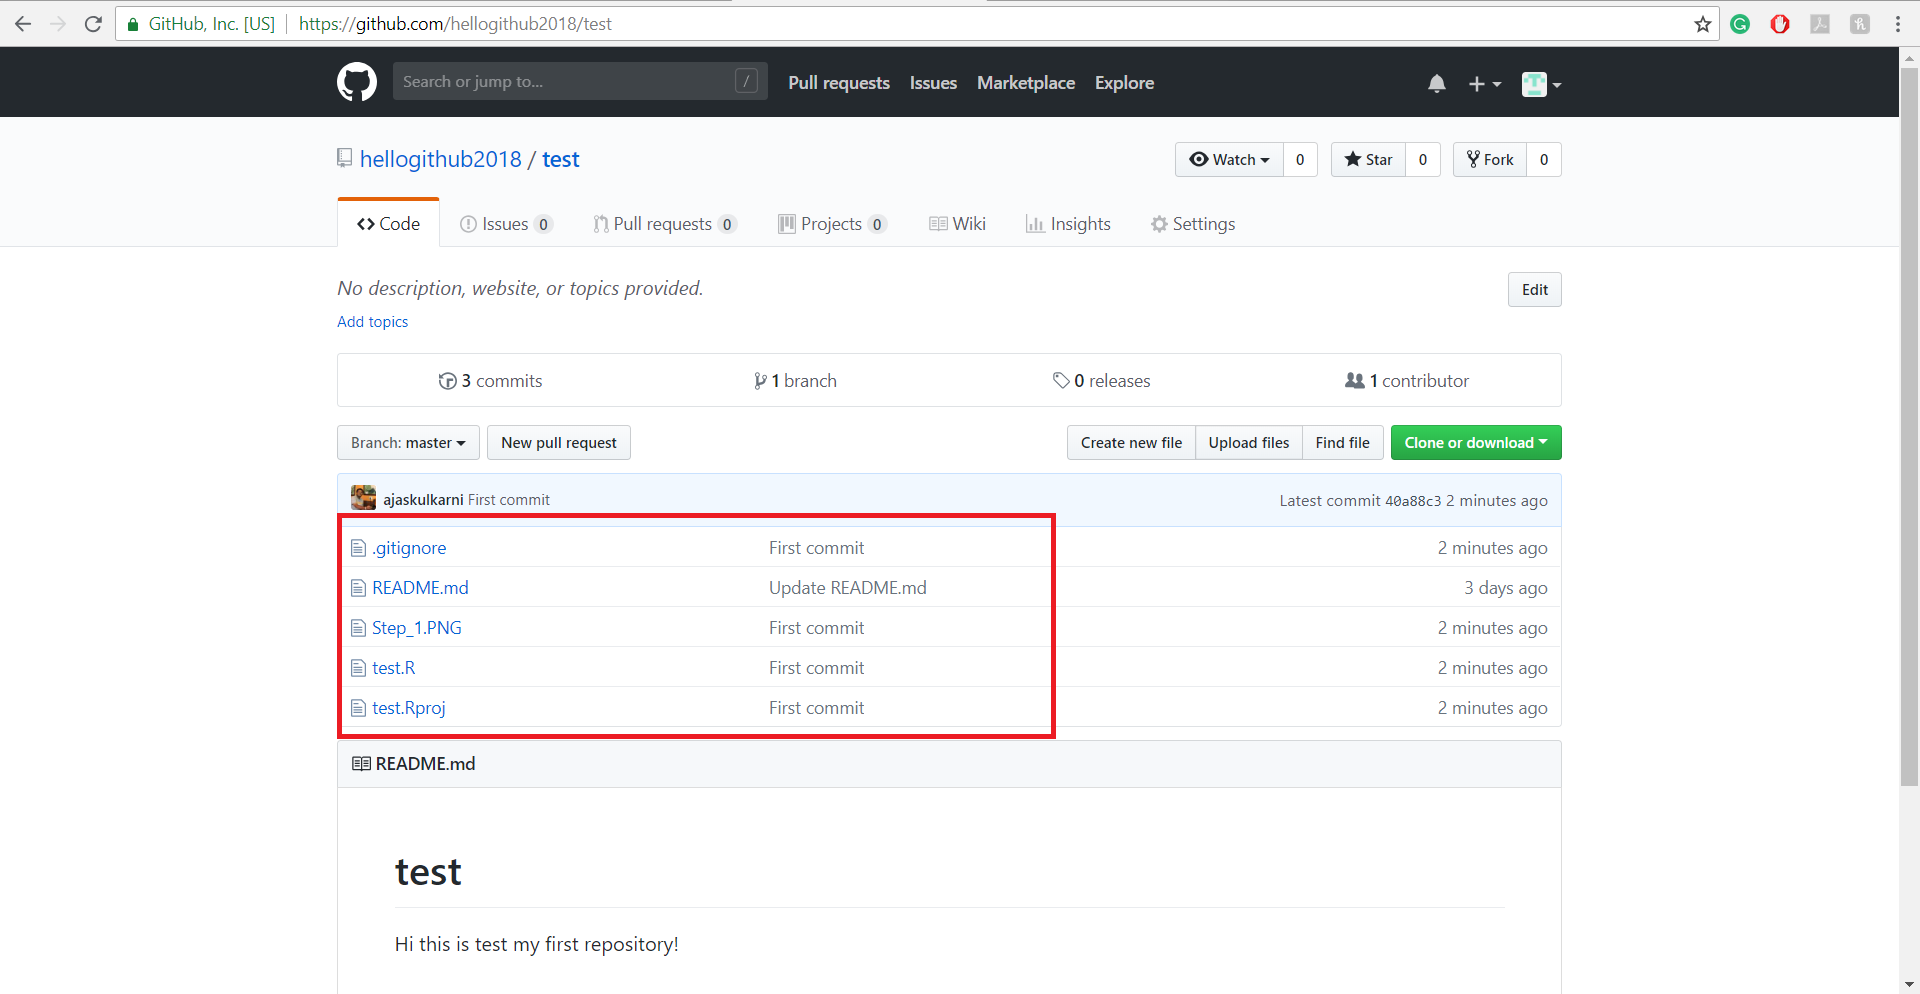 GitHub, Inc. [US] https://github.com/hellogithub2018/test
Search or jump to... / Pull requests Issues Marketplace Explore
hellogithub2018 / test Watch 0 Star 0 Fork 0
Code Issues 0 Pull requests 0 Projects 0 Wiki Insights Settings
No description, website, or topics provided. Edit
Add topics
3 commits 1 branch 0 releases 1 contributor
Branch: master New pull request Create new file Upload files Find file Clone or download
ajaskulkarni First commit Latest commit 40a88c3 2 minutes ago
.gitignore First commit 2 minutes ago
README.md Update README.md 3 days ago
Step_1.PNG First commit 2 minutes ago
test.R First commit 2 minutes ago
test.Rproj First commit 2 minutes ago
README.md
test
Hi this is test my first repository!